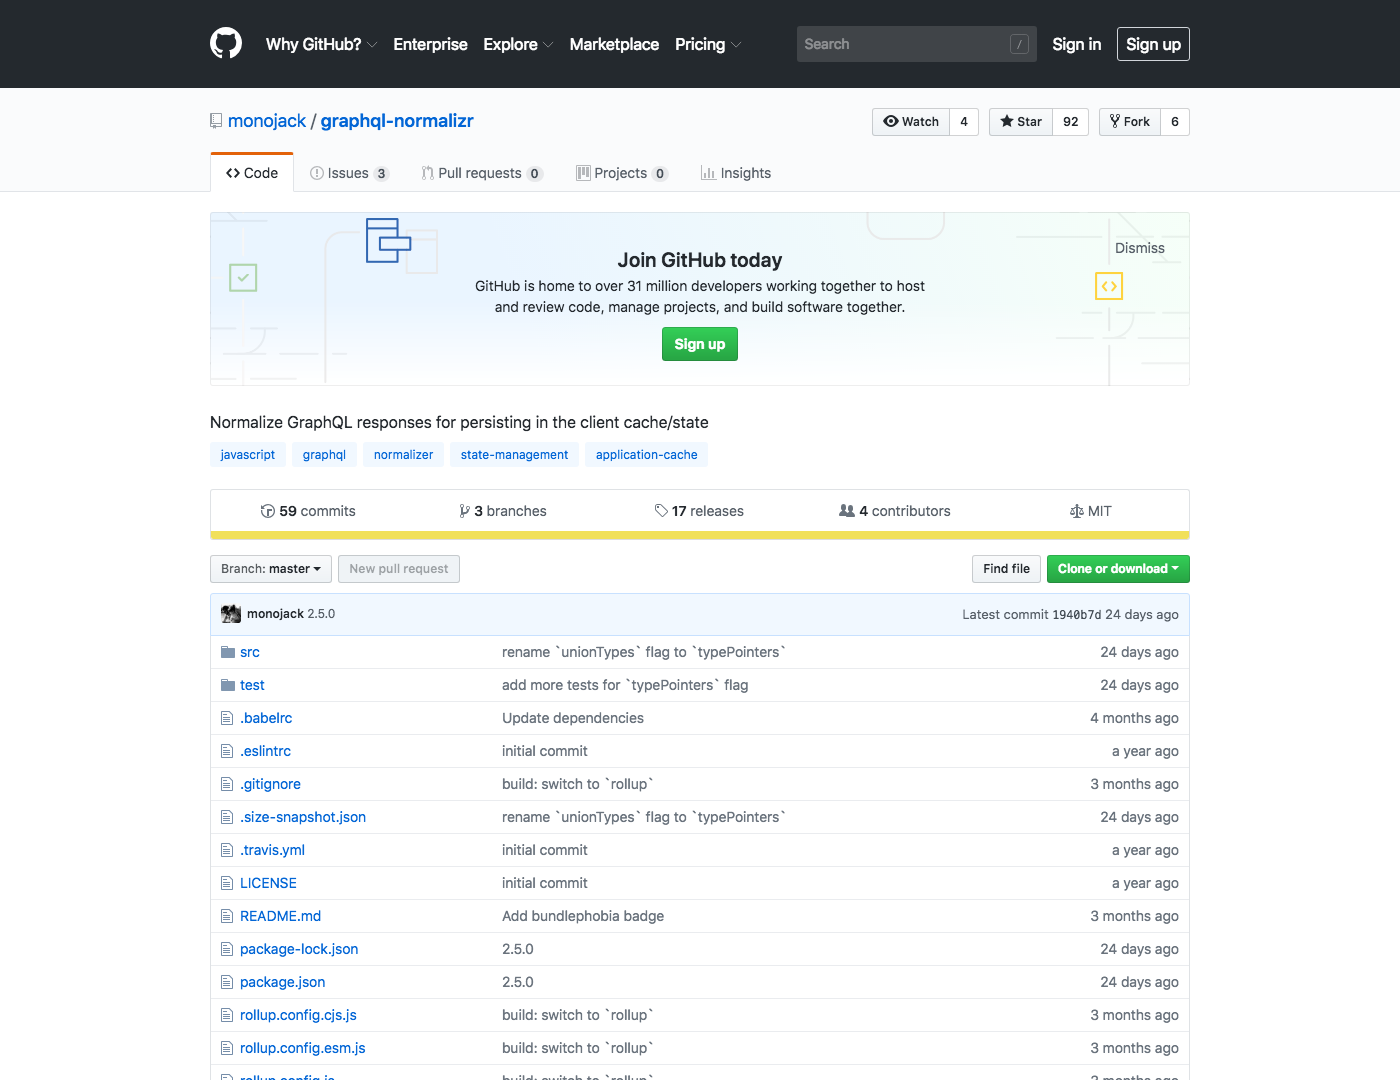 Why GitHub? Enterprise Explore Marketplace Pricing Search / Sign in Sign up
monojack / graphql-normalizr Watch 4 Star 92 Fork 6
Code Issues 3 Pull requests 0 Projects 0 Insights
Dismiss
Join GitHub today
GitHub is home to over 31 million developers working together to host
and review code, manage projects, and build software together.
Sign up
Normalize GraphQL responses for persisting in the client cache/state
javascript graphql normalizer state-management application-cache
59 commits 3 branches 17 releases 4 contributors MIT
Branch: master New pull request Find file Clone or download
monojack 2.5.0 Latest commit 1940b7d 24 days ago
src rename `unionTypes` flag to `typePointers` 24 days ago
test add more tests for `typePointers` flag 24 days ago
.babelrc Update dependencies 4 months ago
.eslintrc initial commit a year ago
.gitignore build: switch to `rollup` 3 months ago
.size-snapshot.json rename `unionTypes` flag to `typePointers` 24 days ago
.travis.yml initial commit a year ago
LICENSE initial commit a year ago
README.md Add bundlephobia badge 3 months ago
package-lock.json 2.5.0 24 days ago
package.json 2.5.0 24 days ago
rollup.config.cjs.js build: switch to `rollup` 3 months ago
rollup.config.esm.js build: switch to `rollup` 3 months ago
rollup.config.js build: switch to `rollup` 3 months ago